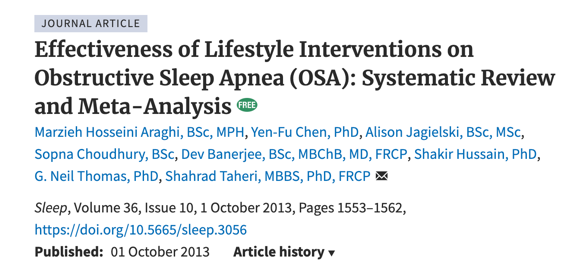 JOURNAL ARTICLE
Effectiveness of Lifestyle Interventions on
Obstructive Sleep Apnea (OSA): Systematic Review
and Meta-Analysis FREE
Marzieh Hosseini Araghi, BSc, MPH, Yen-Fu Chen, PhD, Alison Jagielski, BSc, MSc,
Sopna Choudhury, BSc, Dev Banerjee, BSc, MBChB, MD, FRCP, Shakir Hussain, PhD,
G. Neil Thomas, PhD, Shahrad Taheri, MBBS, PhD, FRCP
Sleep, Volume 36, Issue 10, 1 October 2013, Pages 1553–1562,
https://doi.org/10.5665/sleep.3056
Published: 01 October 2013 Article history